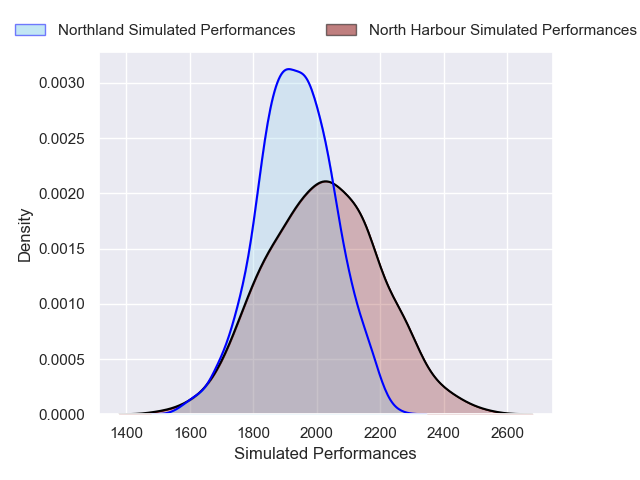 Northland Simulated Performances North Harbour Simulated Performances
0.0030
0.0025
0.0020
0.0015
0.0010
0.0005
0.0000
Density
1400 1600 1800 2000 2200 2400 2600
Simulated Performances